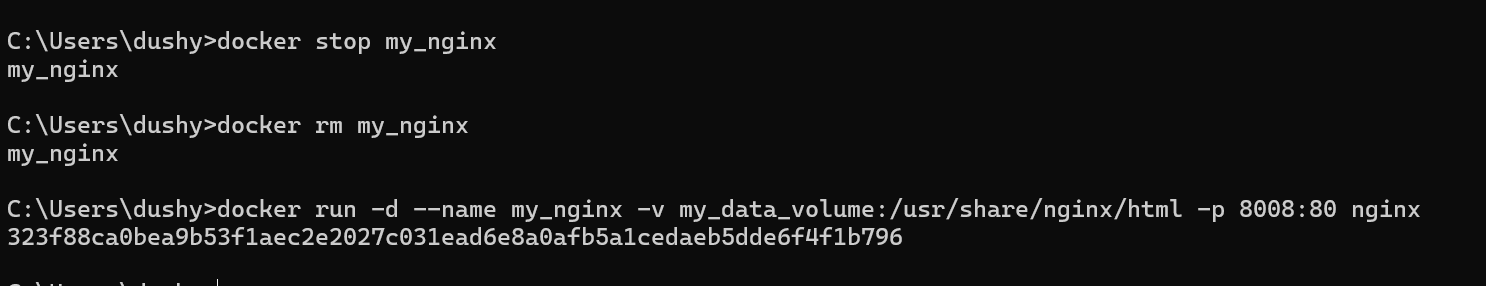 C:\Users\dushy>docker stop my_nginx
my_nginx
C:\Users\dushy>docker rm my_nginx
my_nginx
C:\Users\dushy>docker run -d --name my_nginx -v my_data_volume:/usr/share/nginx/html -p 8008:80 nginx
323f88ca0bea9b53f1aec2e2027c031ead6e8a0afb5a1cedaeb5dde6f4f1b796